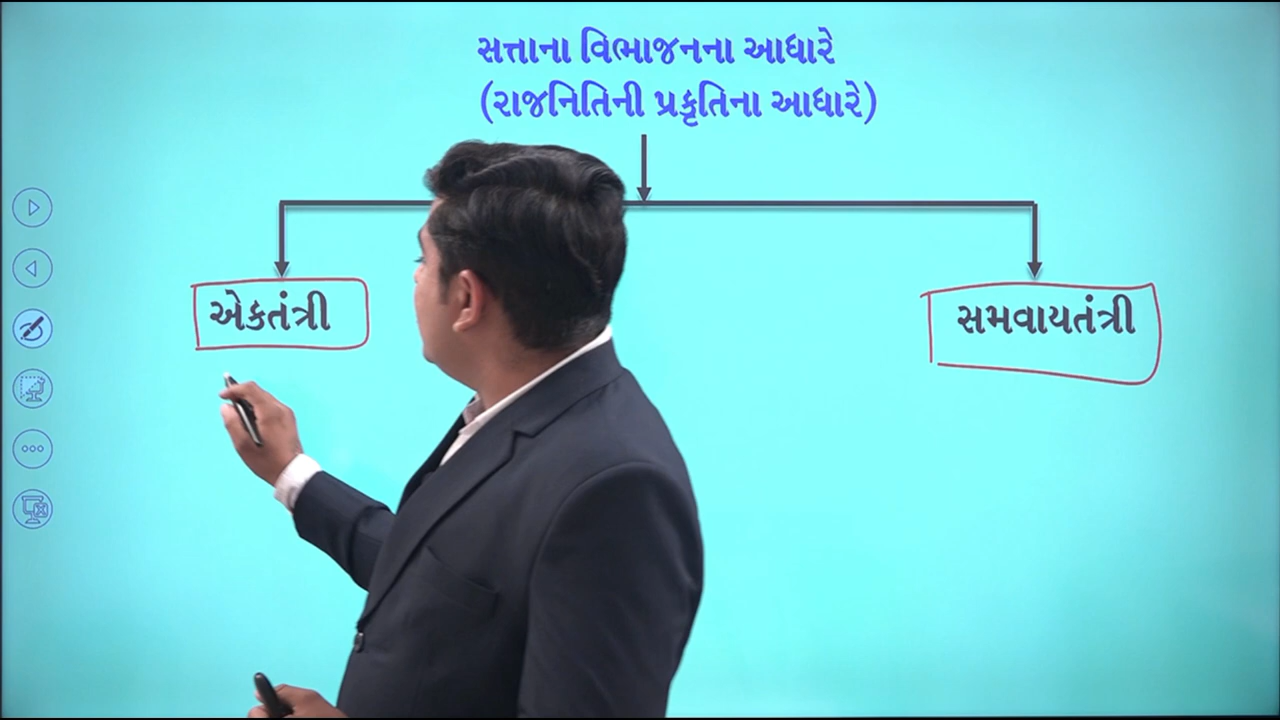 સત્તાના વિભાજનના આધારે
(રાજનિતિની પ્રકૃતિના આધારે)
એકતંત્રી
સમવાયતંત્રી